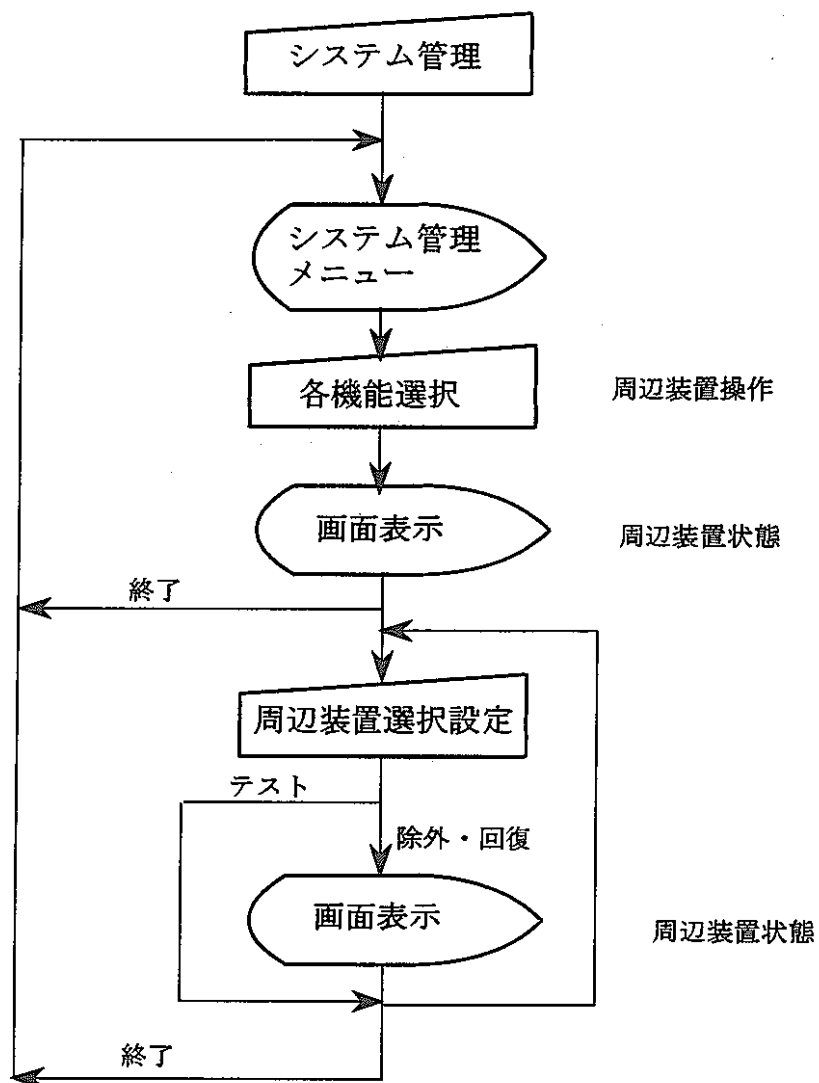 システム管理
システム管理
メニュー
各機能選択
周辺装置操作
画面表示
周辺装置状態
終了
周辺装置選択設定
テスト
除外・回復
画面表示
周辺装置状態
終了